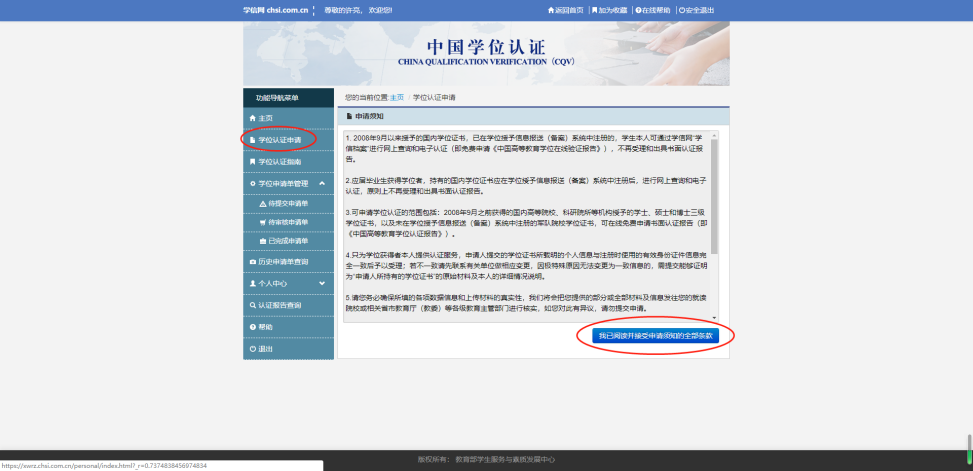 学信网 chsi.com.cn ┆ 尊敬的许亮, 欢迎您! 返回首页 | 加为收藏 | 在线帮助 | 安全退出
中国学位认证
CHINA QUALIFICATION VERIFICATION (CQV)
功能导航菜单
主页
学位认证申请
学位认证指南
学位申请单管理
待提交申请单
待审核申请单
已完成申请单
历史申请单查询
个人中心
认证报告查询
帮助
退出
您的当前位置:主页 / 学位认证申请
申请须知
1. 2008年9月以来授予的国内学位证书，已在学位授予信息报送（备案）系统中注册的，学生本人可通过学信网“学
信档案”进行网上查询和电子认证（即免费申请《中国高等教育学位在线验证报告》），不再受理和出具书面认证报
告。
2.应届毕业生获得学位者，持有的国内学位证书应在学位授予信息报送（备案）系统中注册后，进行网上查询和电子
认证，原则上不再受理和出具书面认证报告。
3.可申请学位认证的范围包括：2008年9月之前获得的国内高等院校、科研院所等机构授予的学士、硕士和博士三级
学位证书，以及未在学位授予信息报送（备案）系统中注册的军队院校学位证书，可在线免费申请书面认证报告（即
《中国高等教育学位认证报告》）。
4.只为学位获得者本人提供认证服务，申请人提交的学位证书所载明的个人信息与注册时使用的有效身份证件信息完
全一致后予以受理；若不一致请先联系有关单位做相应变更，因极特殊原因无法变更为一致信息的，需提交能够证明
为“申请人所持有的学位证书”的原始材料及本人的详细情况说明。
5.请您务必确保所填的各项数据信息和上传材料的真实性，我们将会把您提供的部分或全部材料及信息发往您的就读
院校或相关省市教育厅（教委）等各级教育主管部门进行核实，如您对此有异议，请勿提交申请。
我已阅读并接受申请须知的全部条款
版权所有： 教育部学生服务与素质发展中心
https://xwrz.chsi.com.cn/personal/index.html?_r=0.7374838456974834